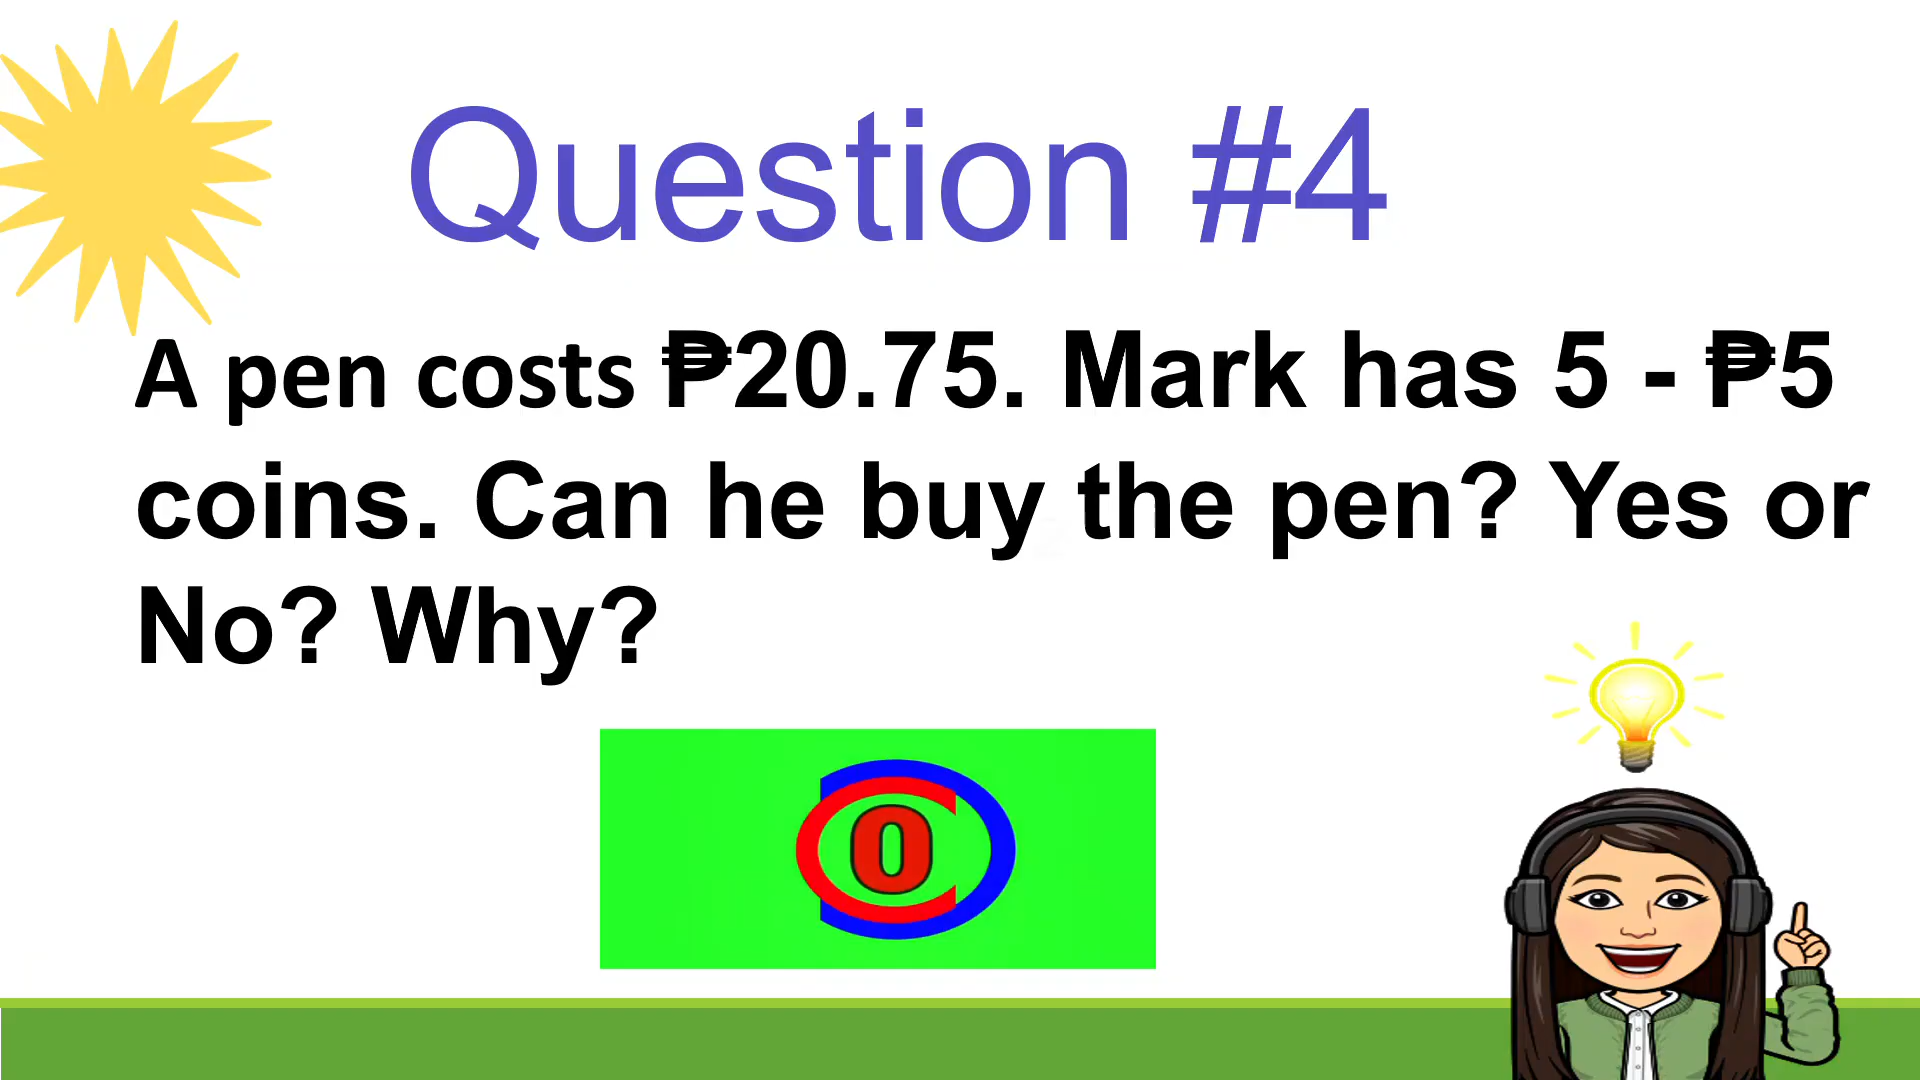 Question #4
A pen costs ₱20.75. Mark has 5 - ₱5
coins. Can he buy the pen? Yes or
No? Why?
0